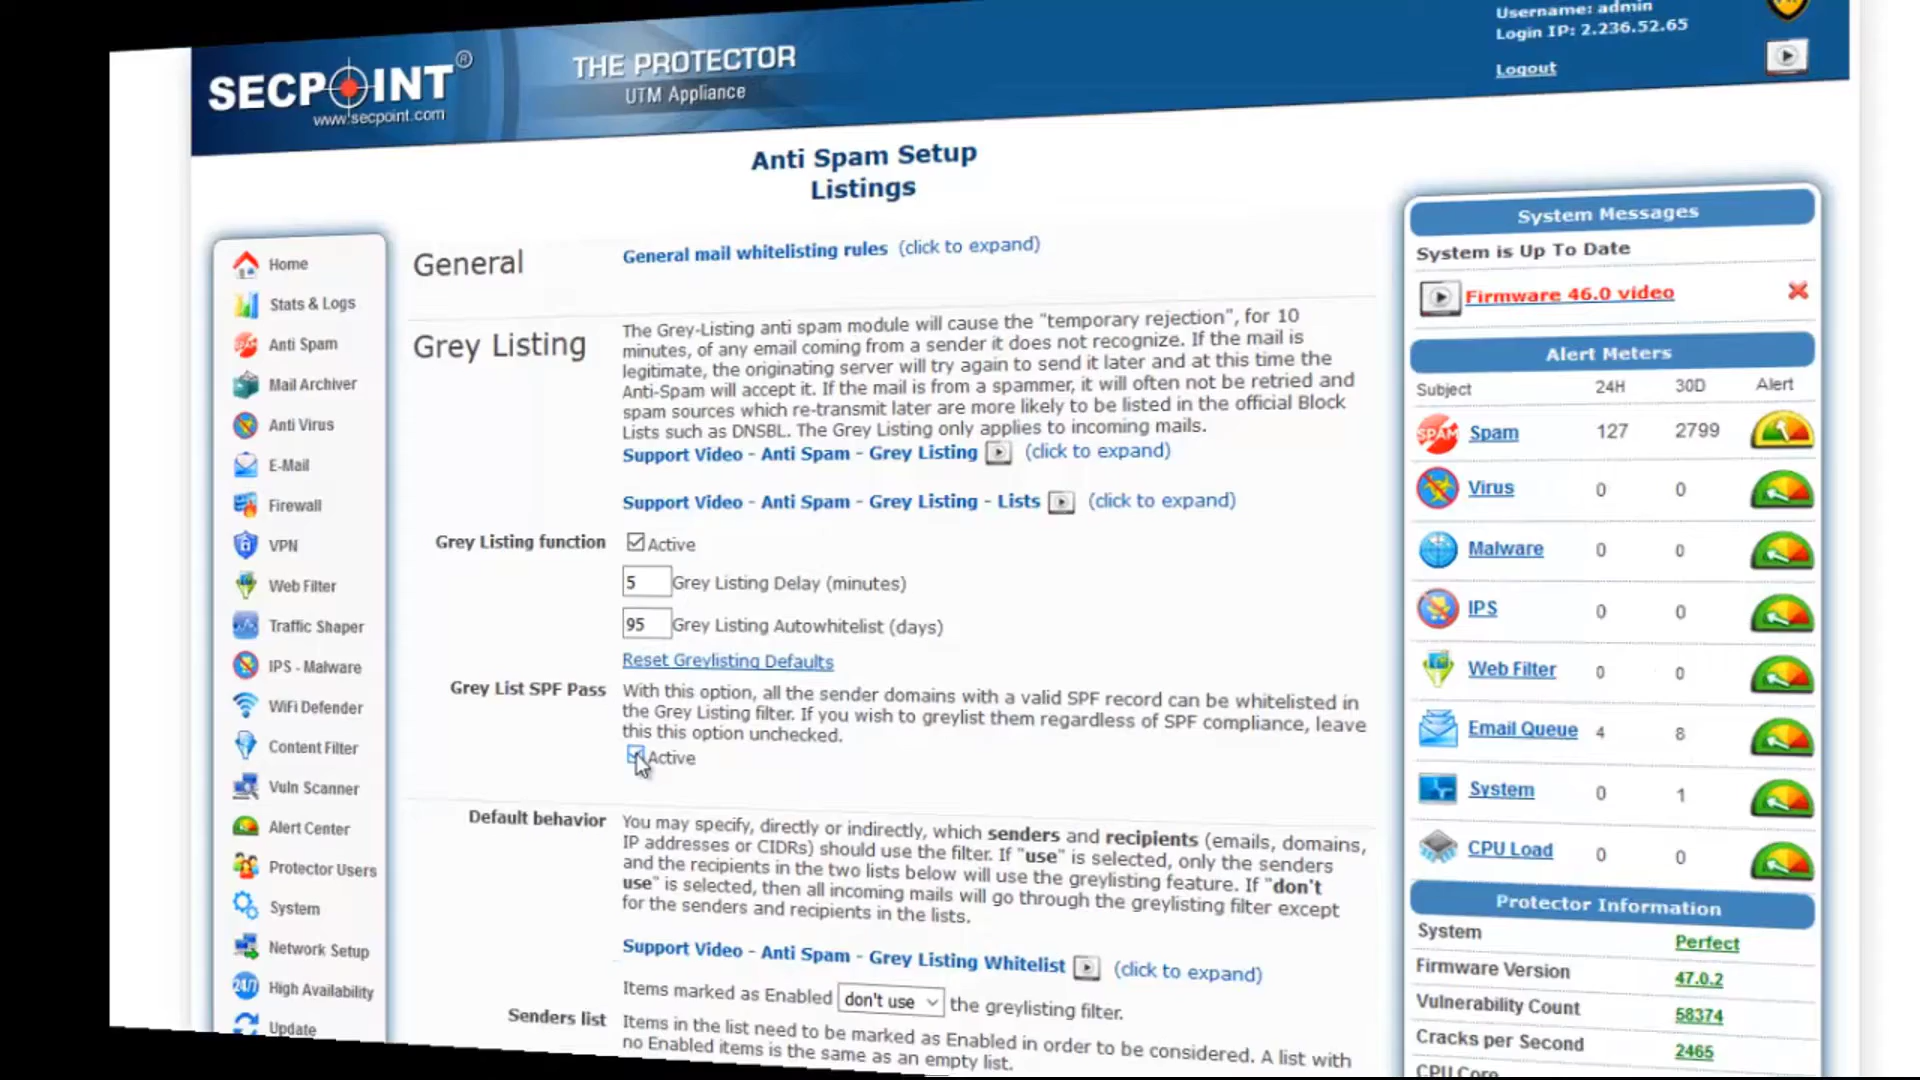 SECPOINT®
www.secpoint.com
THE PROTECTOR
UTM Appliance
Username: admin
Login IP: 2.236.52.65
Logout
Anti Spam Setup
Listings
Home
Stats & Logs
SPAM Anti Spam
Mail Archiver
Anti Virus
E-Mail
Firewall
VPN
Web Filter
Traffic Shaper
IPS - Malware
WiFi Defender
Content Filter
Vuln Scanner
Alert Center
Protector Users
System
Network Setup
24/7 High Availability
Update
General
General mail whitelisting rules (click to expand)
Grey Listing
The Grey-Listing anti spam module will cause the "temporary rejection", for 10
minutes, of any email coming from a sender it does not recognize. If the mail is
legitimate, the originating server will try again to send it later and at this time the
Anti-Spam will accept it. If the mail is from a spammer, it will often not be retried and
spam sources which re-transmit later are more likely to be listed in the official Block
Lists such as DNSBL. The Grey Listing only applies to incoming mails.
Support Video - Anti Spam - Grey Listing (click to expand)
Support Video - Anti Spam - Grey Listing - Lists (click to expand)
Grey Listing function Active
5 Grey Listing Delay (minutes)
95 Grey Listing Autowhitelist (days)
Reset Greylisting Defaults
Grey List SPF Pass
With this option, all the sender domains with a valid SPF record can be whitelisted in
the Grey Listing filter. If you wish to greylist them regardless of SPF compliance, leave
this this option unchecked.
Active
Default behavior
You may specify, directly or indirectly, which senders and recipients (emails, domains,
IP addresses or CIDRs) should use the filter. If "use" is selected, only the senders
and the recipients in the two lists below will use the greylisting feature. If "don't
use" is selected, then all incoming mails will go through the greylisting filter except
for the senders and recipients in the lists.
Support Video - Anti Spam - Grey Listing Whitelist (click to expand)
Items marked as Enabled don't use the greylisting filter.
Senders list
Items in the list need to be marked as Enabled in order to be considered. A list with
no Enabled items is the same as an empty list.
System Messages
System is Up To Date
Firmware 46.0 video
Alert Meters
Subject 24H 30D Alert
SPAM Spam 127 2799
Virus 0 0
Malware 0 0
IPS 0 0
Web Filter 0 0
Email Queue 4 8
System 0 1
CPU Load 0 0
Protector Information
System Perfect
Firmware Version 47.0.2
Vulnerability Count 58374
Cracks per Second 2465
CPU Core